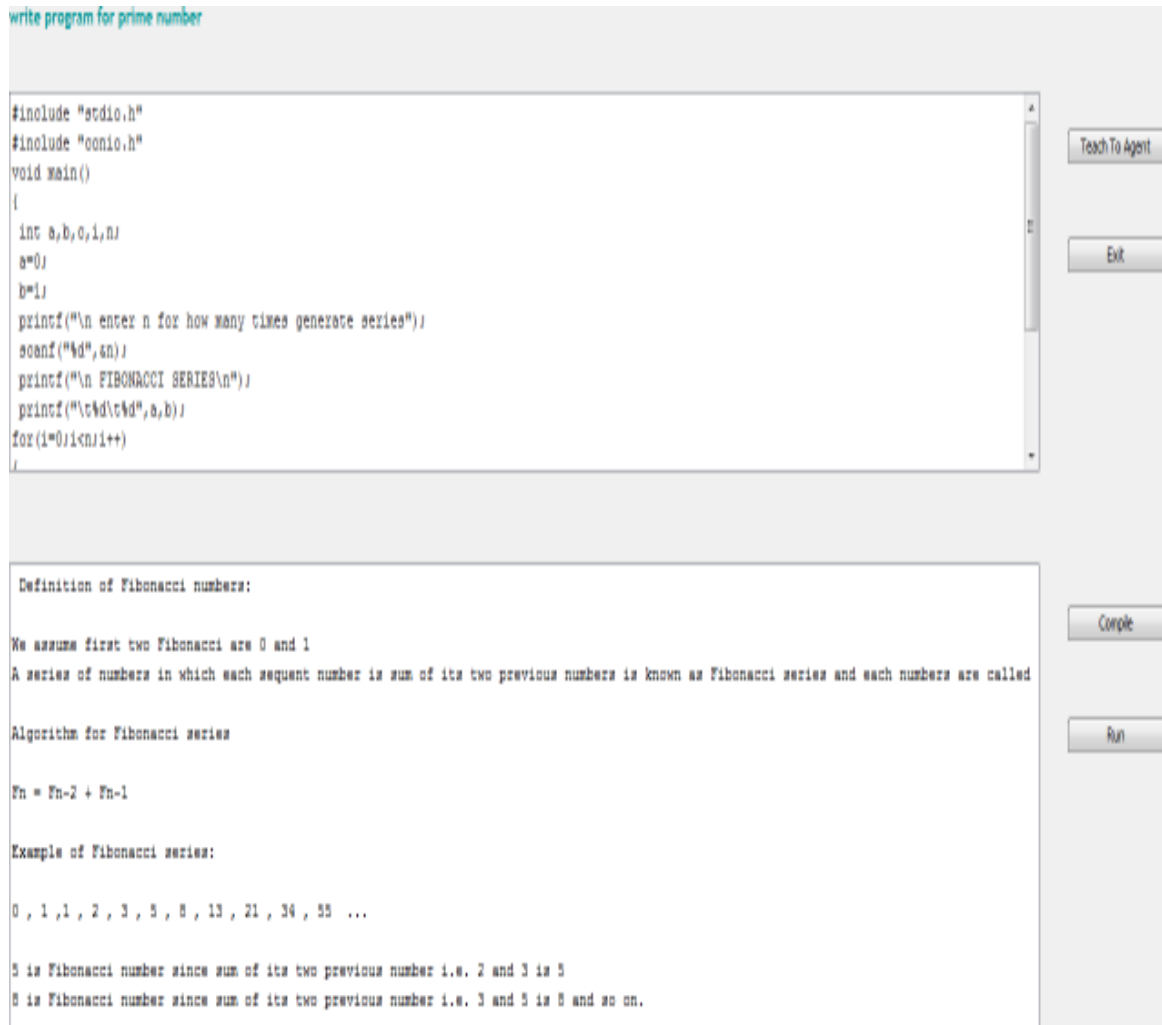 write program for prime number
#include "stdio.h"
#include "conio.h"
void main()
{
int a,b,c,i,n;
a=0;
b=1;
printf("\n enter n for how many times generate series");
scanf("%d",&n);
printf("\n FIBONACCI SERIES\n");
printf("\t%d\t%d",a,b);
for(i=0;i<n;i++)
Teach To Agent
Exit
Definition of Fibonacci numbers:
We assume first two Fibonacci are 0 and 1
A series of numbers in which each sequent number is sum of its two previous numbers is known as Fibonacci series and each numbers are called
Algorithm for Fibonacci series
Fn = Fn-2 + Fn-1
Example of Fibonacci series:
0 , 1 ,1 , 2 , 3 , 5 , 8 , 13 , 21 , 34 , 55 ...
5 is Fibonacci number since sum of its two previous number i.e. 2 and 3 is 5
8 is Fibonacci number since sum of its two previous number i.e. 3 and 5 is 8 and so on.
Compile
Run